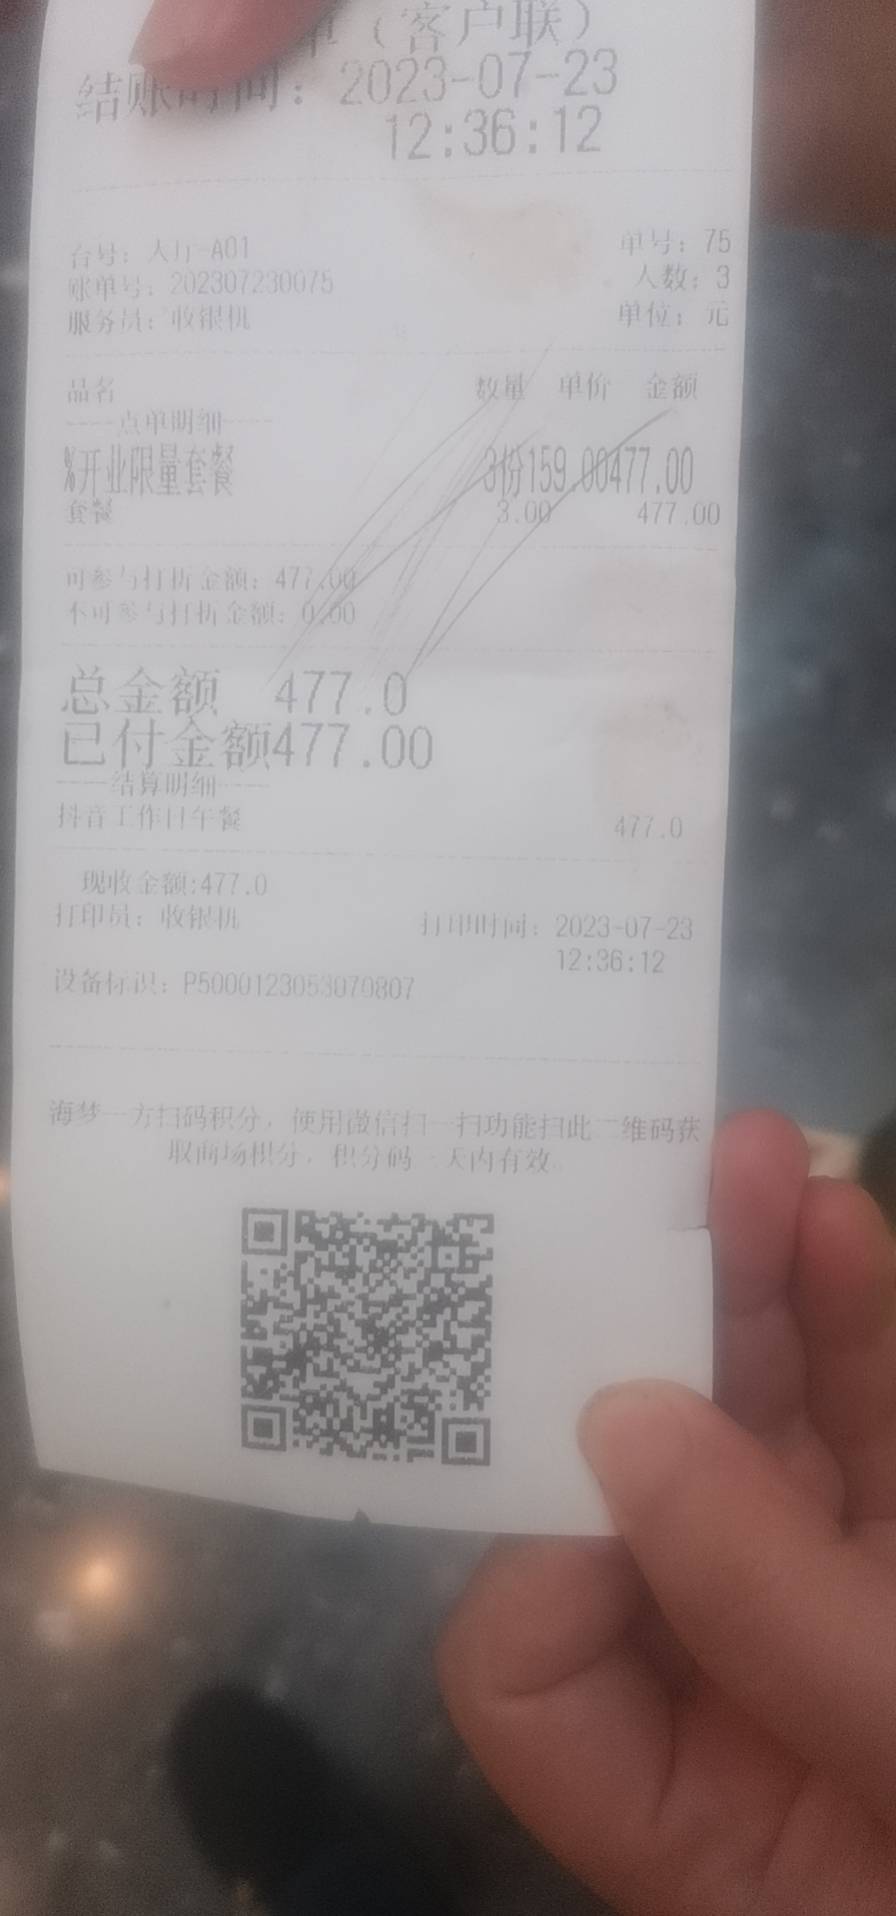 单（客户联）
结账时间：2023-07-23
12:36:12
台号：大厅-A01 单号：75
账单号：202307230075 人数：3
服务员：收银机 单位：元
品名 数量 单价 金额
----点单明细----
%开业限量套餐 3份159.00477.00
套餐 3.00 477.00
可参与打折金额：477.00
不可参与打折金额：0.00
总金额 477.0
已付金额477.00
----结算明细----
抖音工作日午餐 477.0
现收金额:477.0
打印员：收银机 打印时间：2023-07-23
12:36:12
设备标识：P5000123053070807
海梦一方扫码积分，使用微信扫一扫功能扫此二维码获
取商场积分，积分码三天内有效。